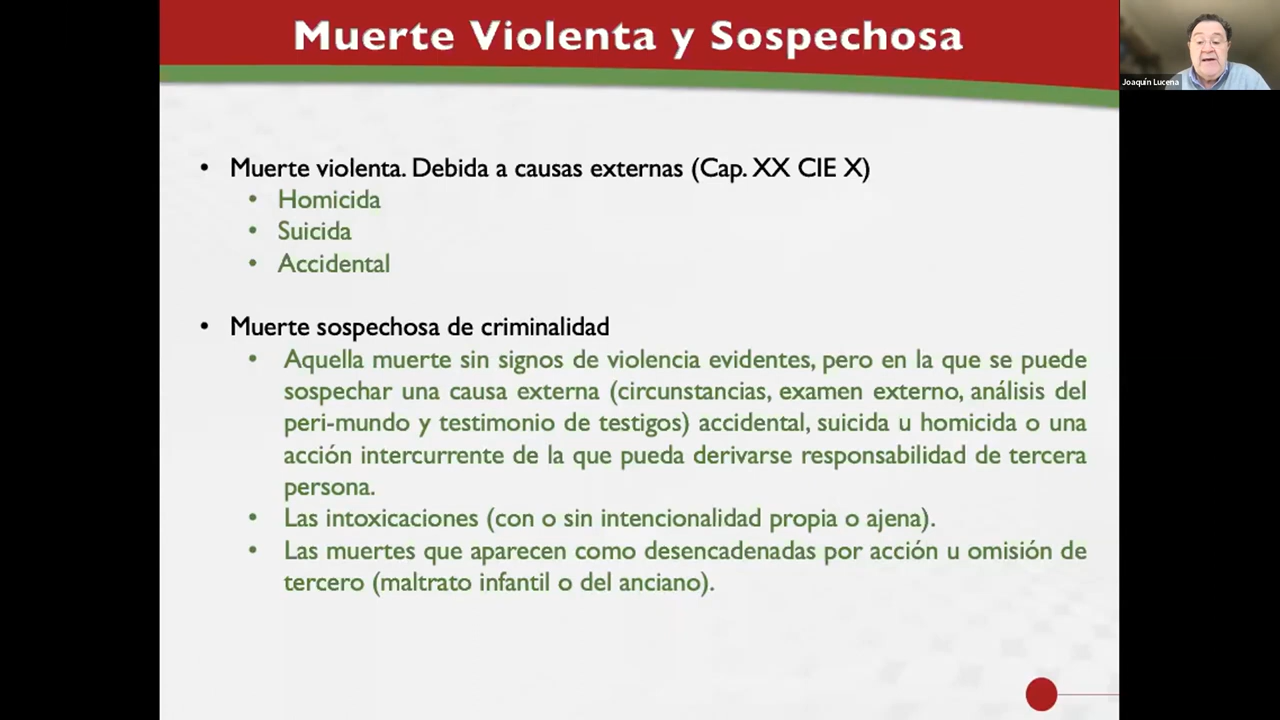 Muerte Violenta y Sospechosa
Joaquín Lucena
• Muerte violenta. Debida a causas externas (Cap. XX CIE X)
• Homicida
• Suicida
• Accidental
• Muerte sospechosa de criminalidad
• Aquella muerte sin signos de violencia evidentes, pero en la que se puede
sospechar una causa externa (circunstancias, examen externo, análisis del
peri-mundo y testimonio de testigos) accidental, suicida u homicida o una
acción intercurrente de la que pueda derivarse responsabilidad de tercera
persona.
• Las intoxicaciones (con o sin intencionalidad propia o ajena).
• Las muertes que aparecen como desencadenadas por acción u omisión de
tercero (maltrato infantil o del anciano).